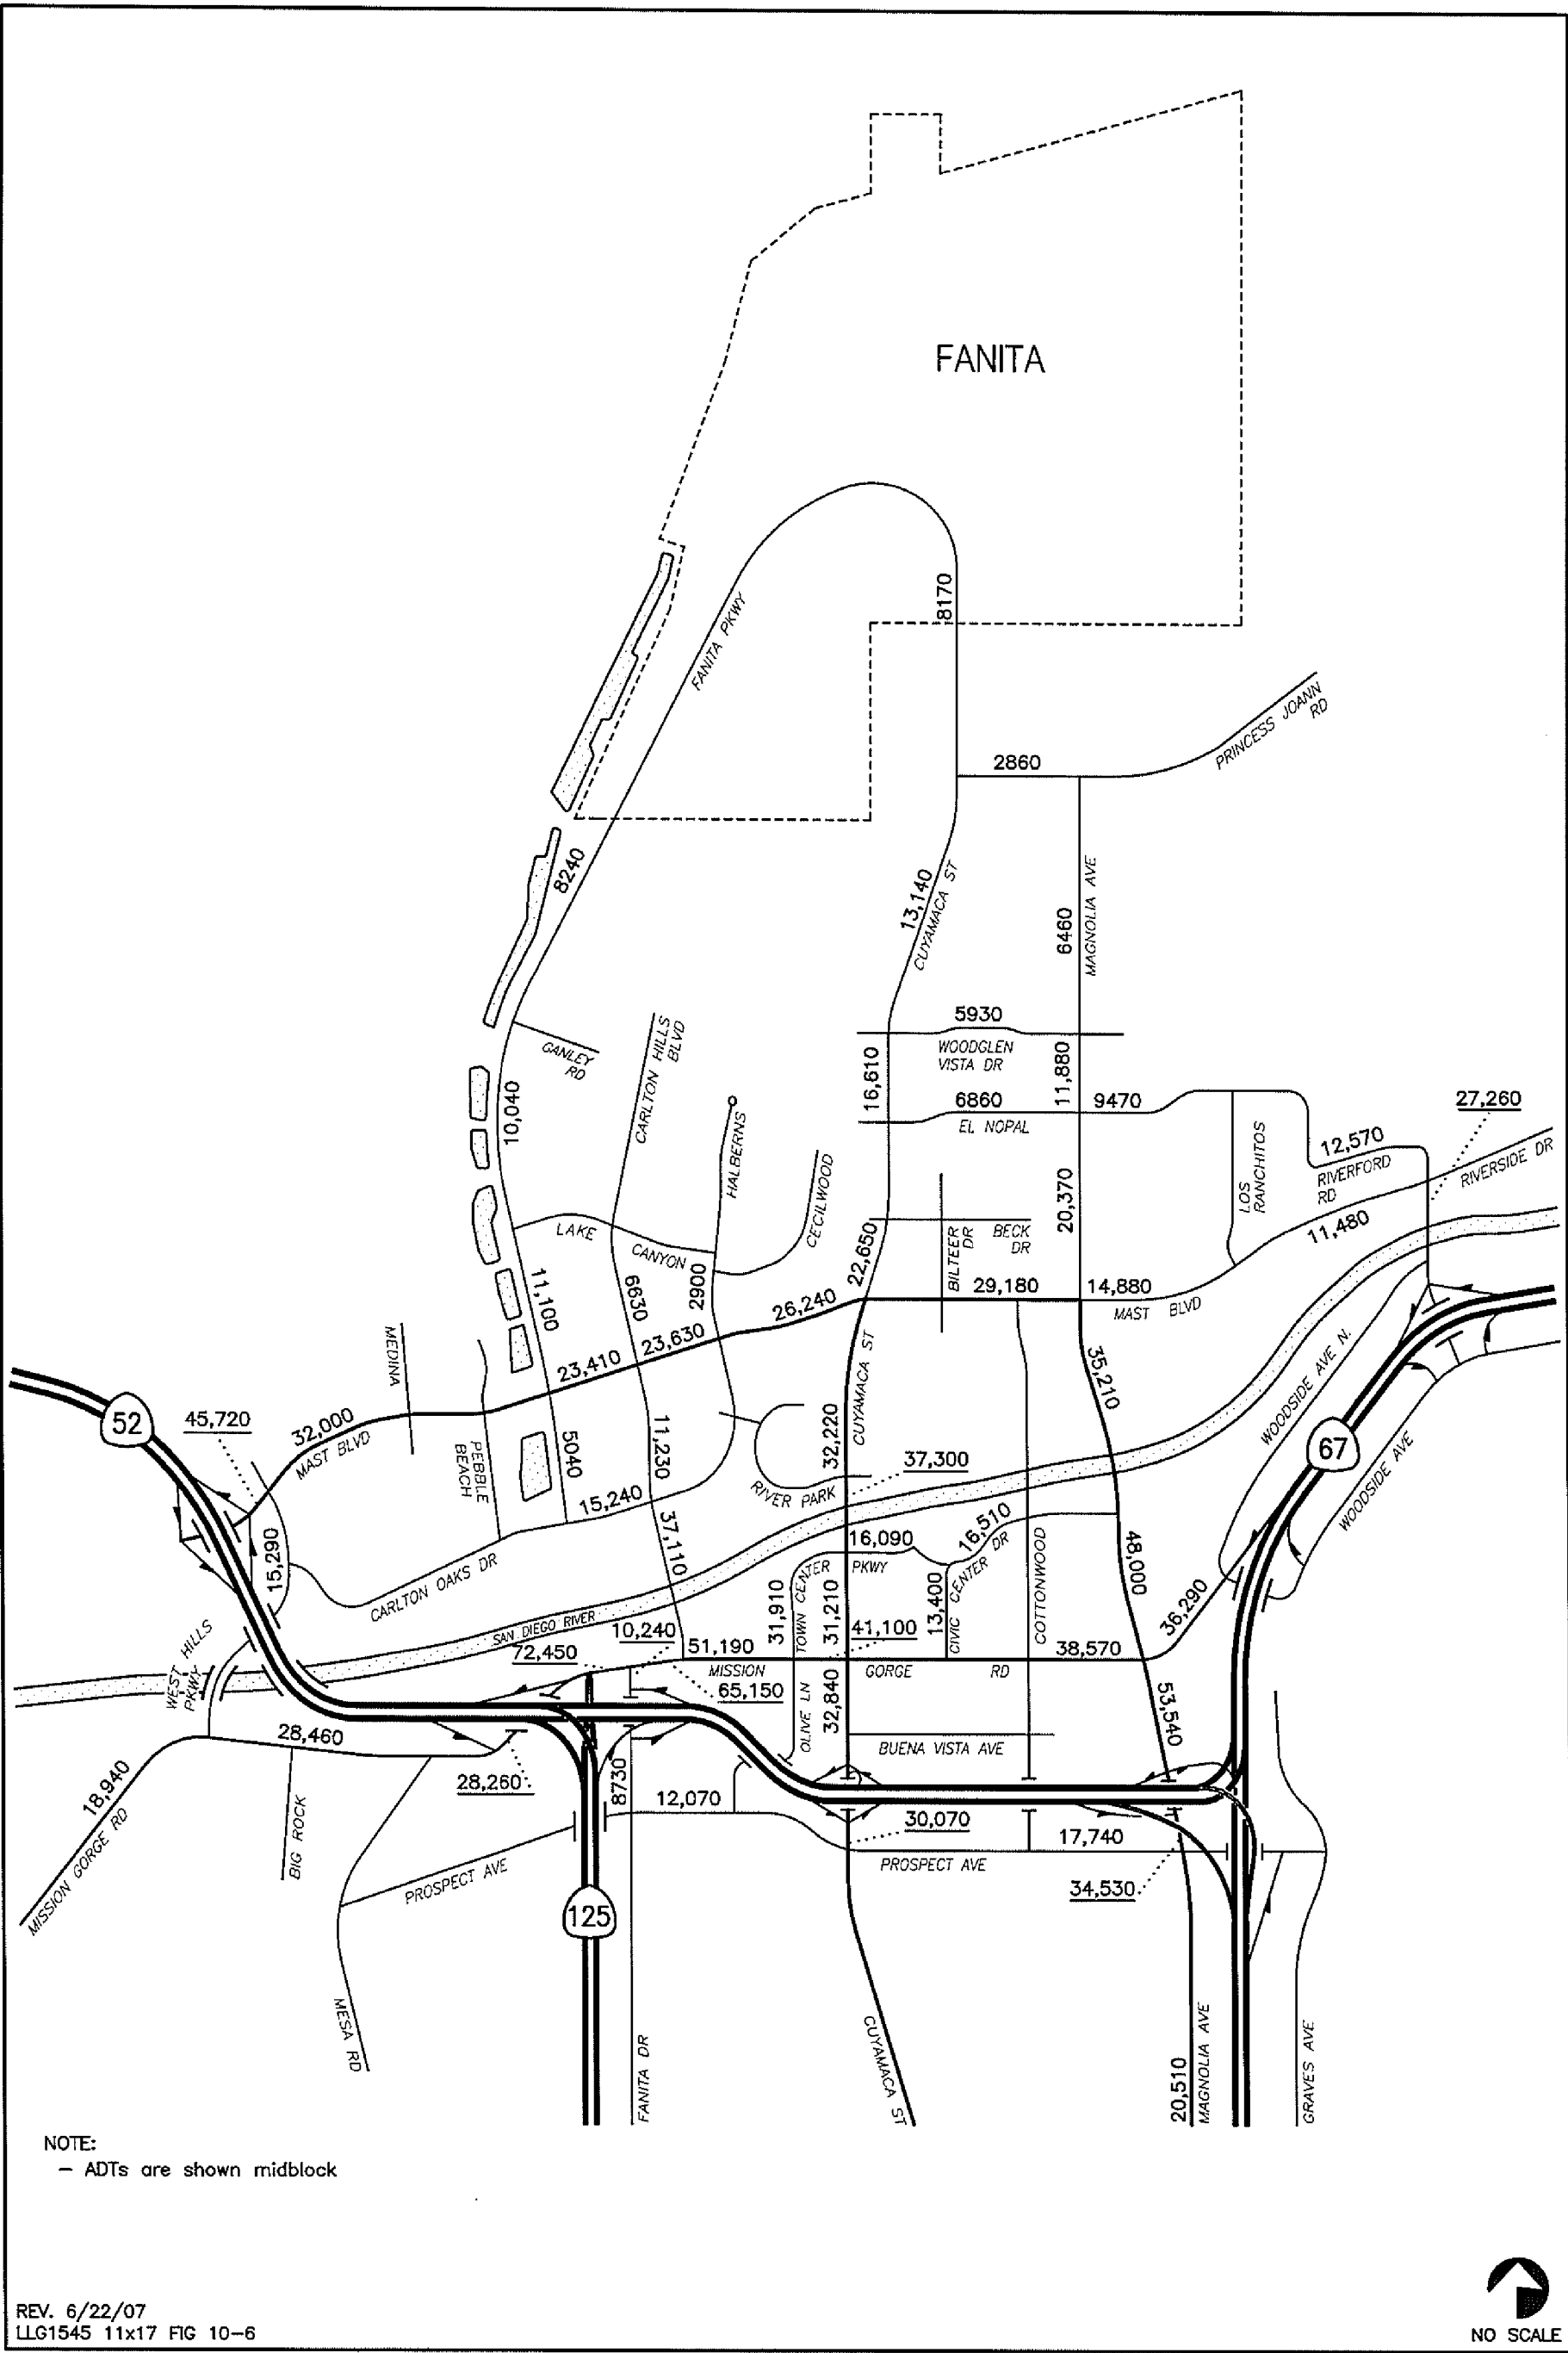 FANITA
8170
FANITA PKWY
PRINCESS JOANN
RD
2860
8240
13,140
CUYAMACA ST
6460
MAGNOLIA AVE
5930
WOODGLEN
VISTA DR
GANLEY
RD
CARLTON HILLS
BLVD
10,040
16,610
11,880
6860
EL NOPAL
9470
27,260
HALBERNS
CECILWOOD
LOS
RANCHITOS
12,570
RIVERFORD
RD
RIVERSIDE DR
20,370
11,480
LAKE
CANYON
BILTEER
DR
BECK
DR
22,650
11,100
6630
2900
29,180
14,880
MAST BLVD
26,240
23,630
23,410
MEDINA
CUYAMACA ST
35,210
WOODSIDE AVE N.
52
45,720
32,000
MAST BLVD
PEBBLE
BEACH
5040
11,230
32,220
37,300
67
WOODSIDE AVE
RIVER PARK
15,240
15,290
37,110
16,090
16,510
CARLTON OAKS DR
TOWN CENTER
PKWY
CIVIC CENTER DR
COTTONWOOD
48,000
31,910
31,210
13,400
36,290
SAN DIEGO RIVER
WEST HILLS
PKWY
10,240
72,450
51,190
41,100
38,570
MISSION
GORGE
RD
65,150
OLIVE LN
32,840
53,540
28,460
BUENA VISTA AVE
28,260
8730
12,070
18,940
MISSION GORGE RD
BIG ROCK
30,070
17,740
PROSPECT AVE
PROSPECT AVE
34,530
125
MESA RD
FANITA DR
CUYAMACA ST
20,510
MAGNOLIA AVE
GRAVES AVE
NOTE:
– ADTs are shown midblock
REV. 6/22/07
LLG1545 11x17 FIG 10–6
NO SCALE